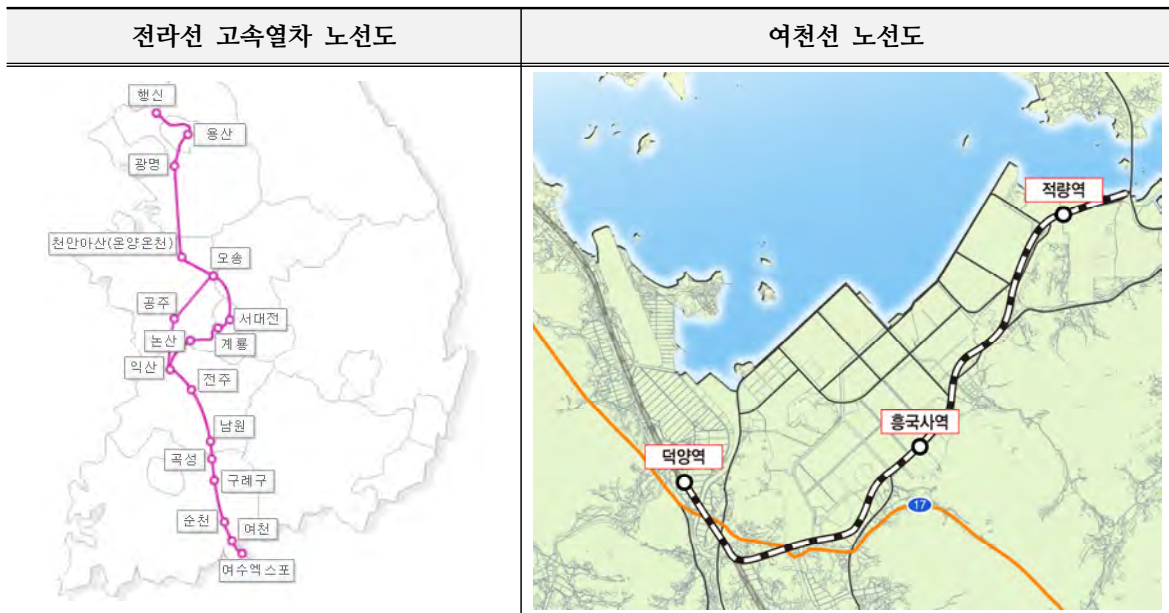 전라선 고속열차 노선도
여천선 노선도
행신
용산
광명
천안아산(온양온천)
오송
공주
서대전
논산
계룡
익산
전주
남원
곡성
구례구
순천
여천
여수엑스포
적량역
흥국사역
덕양역
17